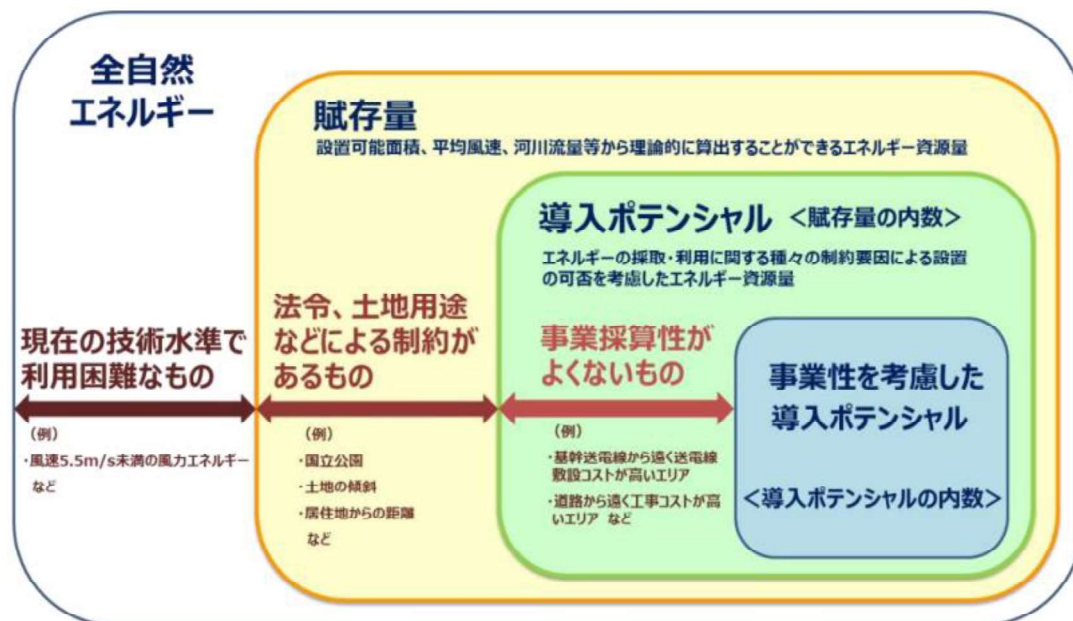 全自然
エネルギー
賦存量
設置可能面積、平均風速、河川流量等から理論的に算出することができるエネルギー資源量
導入ポテンシャル <賦存量の内数>
エネルギーの採取・利用に関する種々の制約要因による設置
の可否を考慮したエネルギー資源量
現在の技術水準で
利用困難なもの
(例)
・風速5.5m/s未満の風力エネルギー
など
法令、土地用途
などによる制約が
あるもの
(例)
・国立公園
・土地の傾斜
・居住地からの距離
など
事業採算性が
よくないもの
(例)
・基幹送電線から遠く送電線
敷設コストが高いエリア
・道路から遠く工事コストが高
いエリア など
事業性を考慮した
導入ポテンシャル
<導入ポテンシャルの内数>